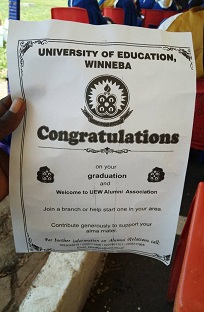 UNIVERSITY OF EDUCATION,
WINNEBA
Congratulations
on your
graduation
and
Welcome to UEW Alumni Association
Join a branch or help start one in your area.
Contribute generously to support your
alma mater.
For further information on Alumni Relations call: